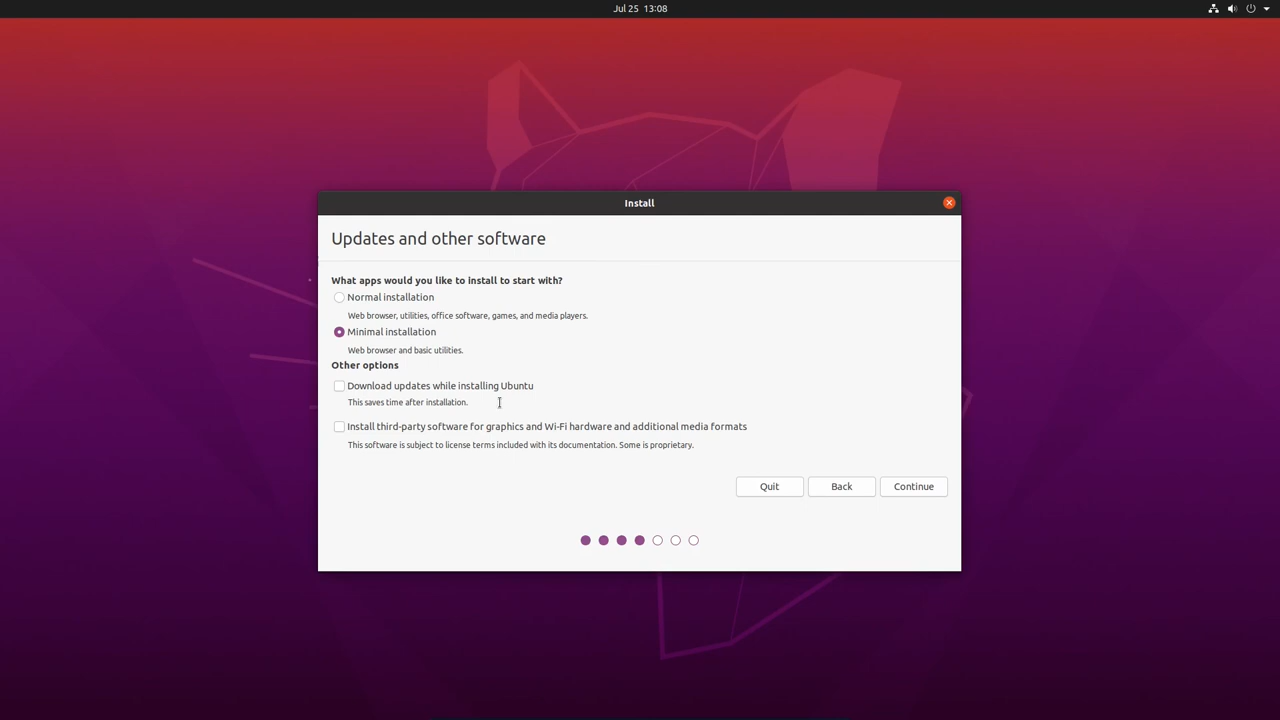 Jul 25 13:08
Install
Updates and other software
What apps would you like to install to start with?
Normal installation
Web browser, utilities, office software, games, and media players.
Minimal installation
Web browser and basic utilities.
Other options
Download updates while installing Ubuntu
This saves time after installation.
Install third-party software for graphics and Wi-Fi hardware and additional media formats
This software is subject to license terms included with its documentation. Some is proprietary.
Quit Back Continue